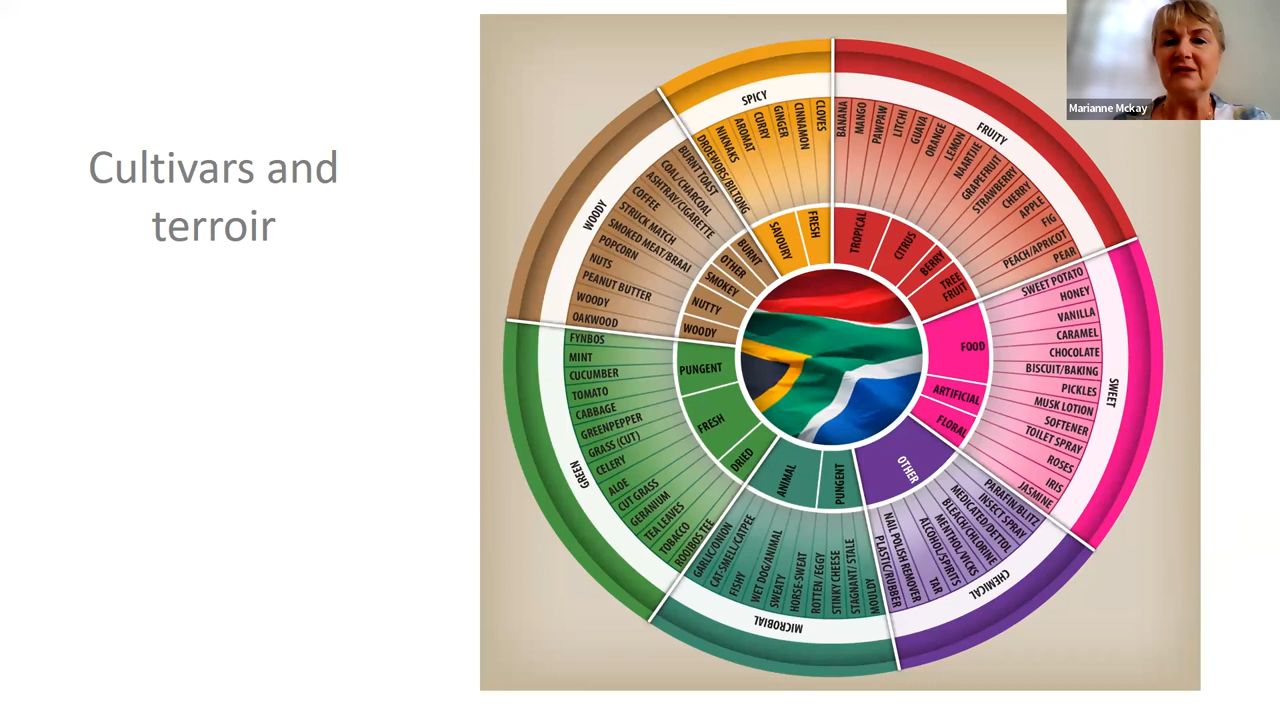 Cultivars and
terroir
Marianne Mckay
FRUITY
BANANA
MANGO
PAWPAW
LITCHI
GUAVA
ORANGE
LEMON
NAARTJIE
GRAPEFRUIT
STRAWBERRY
CHERRY
APPLE
FIG
PEACH/APRICOT
PEAR
TROPICAL
CITRUS
BERRY
TREE
FRUIT
SWEET
SWEET POTATO
HONEY
VANILLA
CARAMEL
CHOCOLATE
BISCUIT/BAKING
PICKLES
MUSK LOTION
SOFTENER
TOILET SPRAY
ROSES
IRIS
JASMINE
FOOD
ARTIFICIAL
FLORAL
CHEMICAL
PARAFIN/BLITZ
INSECT SPRAY
MEDICATED/DETTOL
BLEACH/CHLORINE
MENTHOL/VICKS
ALCOHOL/SPIRITS
TAR
NAIL POLISH REMOVER
PLASTIC/RUBBER
OTHER
MICROBIAL
MOULDY
STAGNANT/ STALE
STINKY CHEESE
ROTTEN /EGGY
HORSE-SWEAT
SWEATY
WET DOG/ANIMAL
FISHY
CAT-SMELL/CATPEE
GARLIC/ONION
PUNGENT
ANIMAL
GREEN
ROOIBOS TEE
TOBACCO
TEA LEAVES
GERANIUM
CUT GRASS
ALOE
CELERY
GRASS (CUT)
GREENPEPPER
CABBAGE
TOMATO
CUCUMBER
MINT
FYNBOS
DRIED
FRESH
PUNGENT
WOODY
OAKWOOD
WOODY
PEANUT BUTTER
NUTS
POPCORN
SMOKED MEAT/BRAAI
STRUCK MATCH
COFFEE
ASHTRAY/CIGARETTE
COAL/CHARCOAL
BURNT TOAST
WOODY
NUTTY
SMOKEY
OTHER
BURNT
SPICY
DROEWORS/BILTONG
NIKNAKS
AROMAT
CURRY
GINGER
CINNAMON
CLOVES
SAVOURY
FRESH